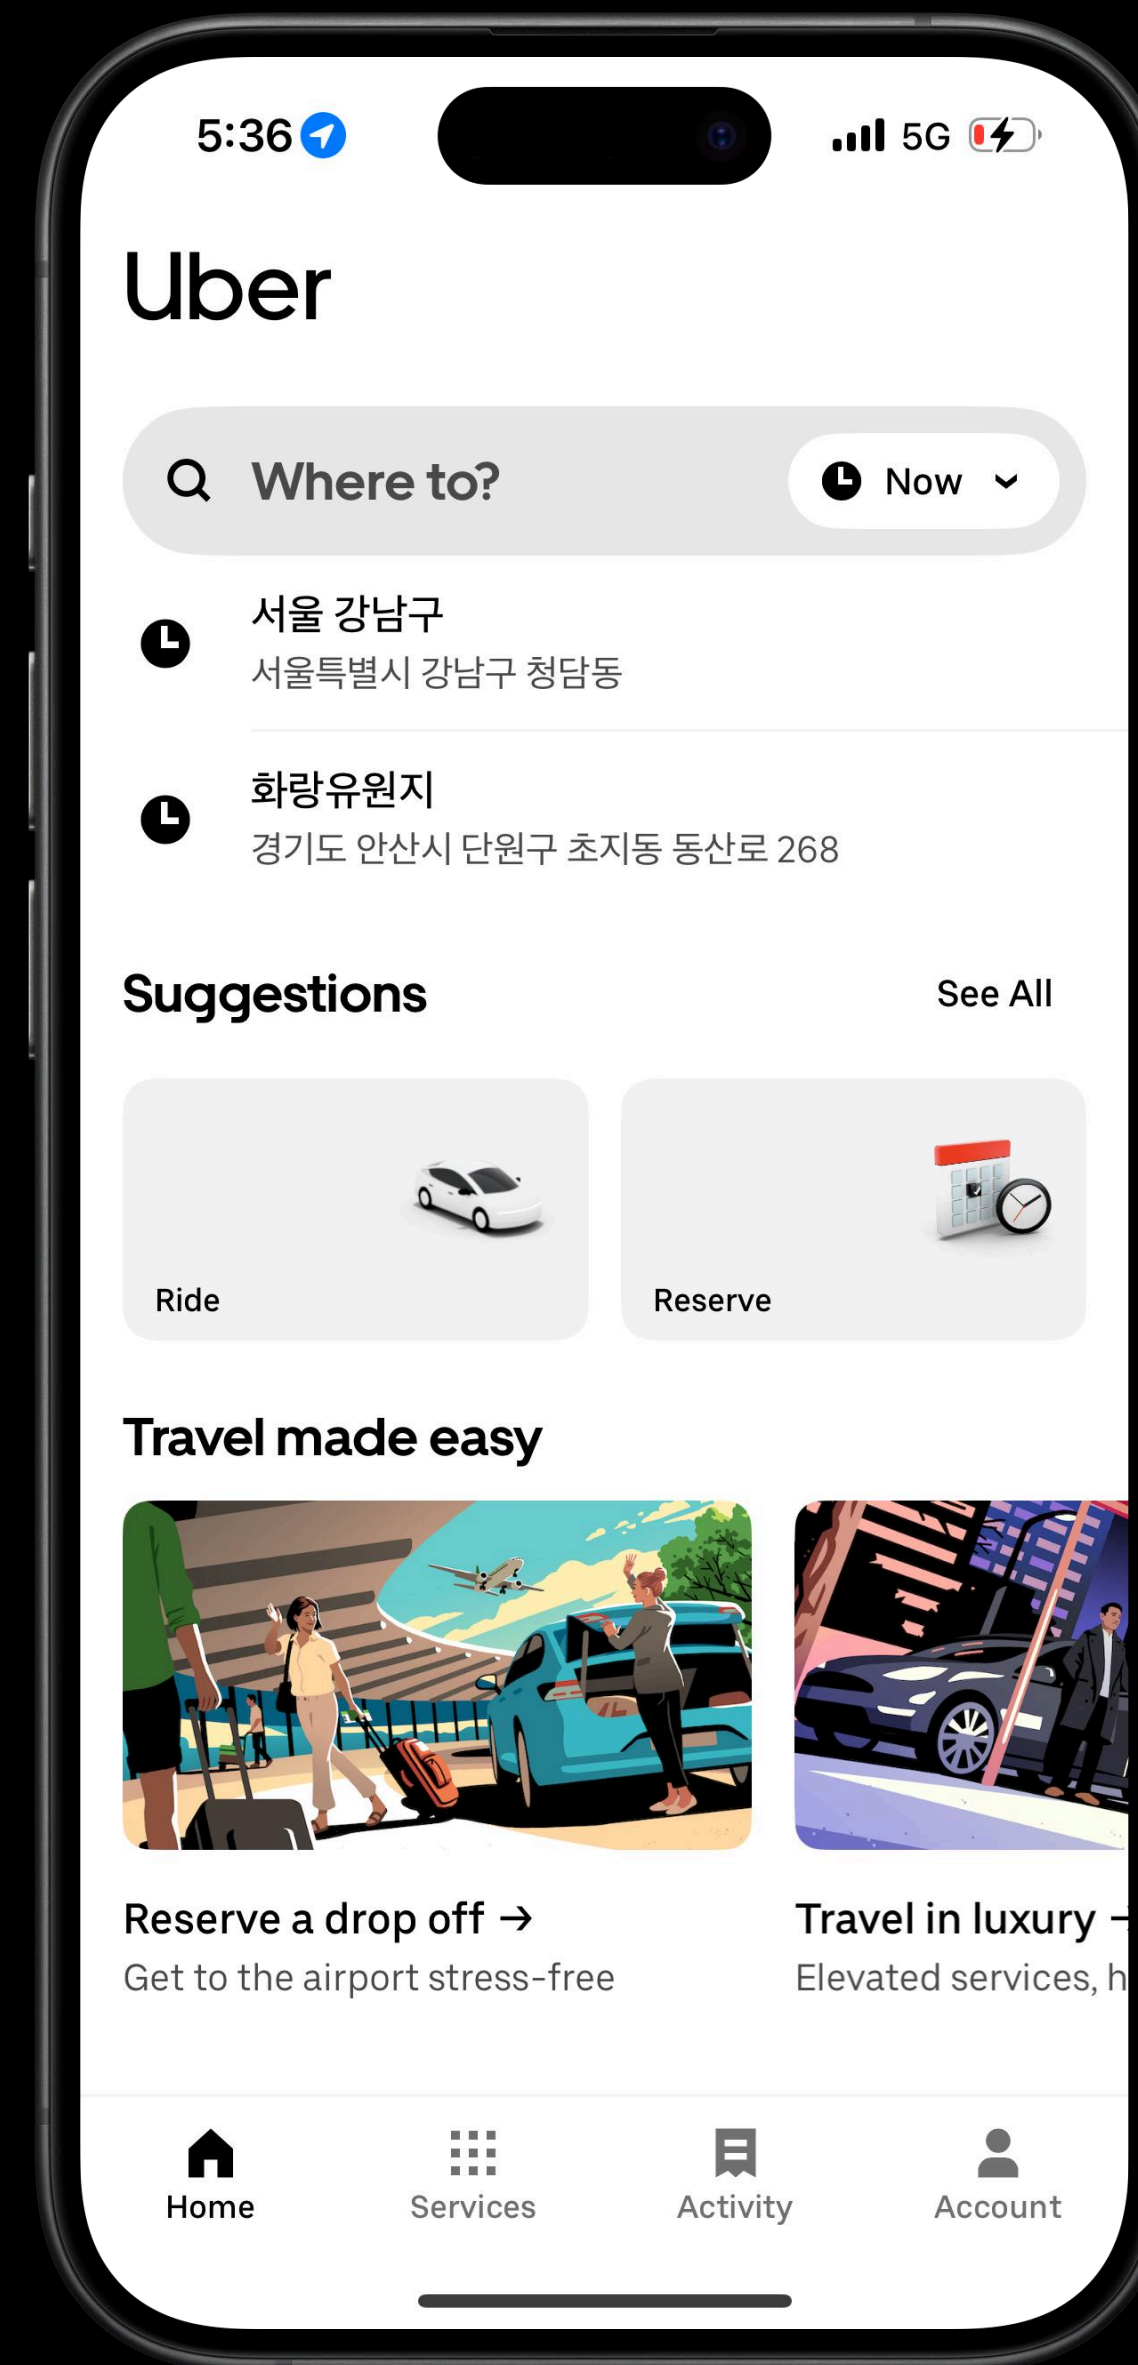 5:36
5G
Uber
Where to?
Now
서울 강남구
서울특별시 강남구 청담동
화랑유원지
경기도 안산시 단원구 초지동 동산로 268
Suggestions
See All
Ride
Reserve
Travel made easy
Reserve a drop off →
Get to the airport stress-free
Travel in luxury
Elevated services, h
Home
Services
Activity
Account